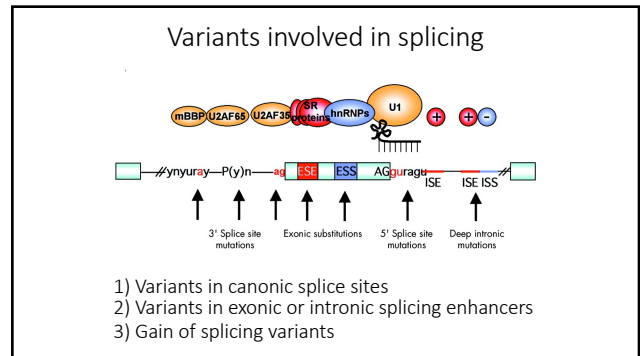 Variants involved in splicing
mBBP U2AF65 U2AF35 SR proteins hnRNPs U1 + + -
ynyuray P(y)n ag ESE ESS AGguragu ISE ISE ISS
3' Splice site mutations
Exonic substitutions
5' Splice site mutations
Deep intronic mutations
1) Variants in canonic splice sites
2) Variants in exonic or intronic splicing enhancers
3) Gain of splicing variants